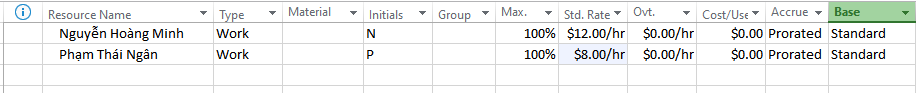 Resource Name Type Material Initials Group Max. Std. Rate Ovt. Cost/Use Accrue Base
Nguyễn Hoàng Minh Work N 100% $12.00/hr $0.00/hr $0.00 Prorated Standard
Phạm Thái Ngân Work P 100% $8.00/hr $0.00/hr $0.00 Prorated Standard